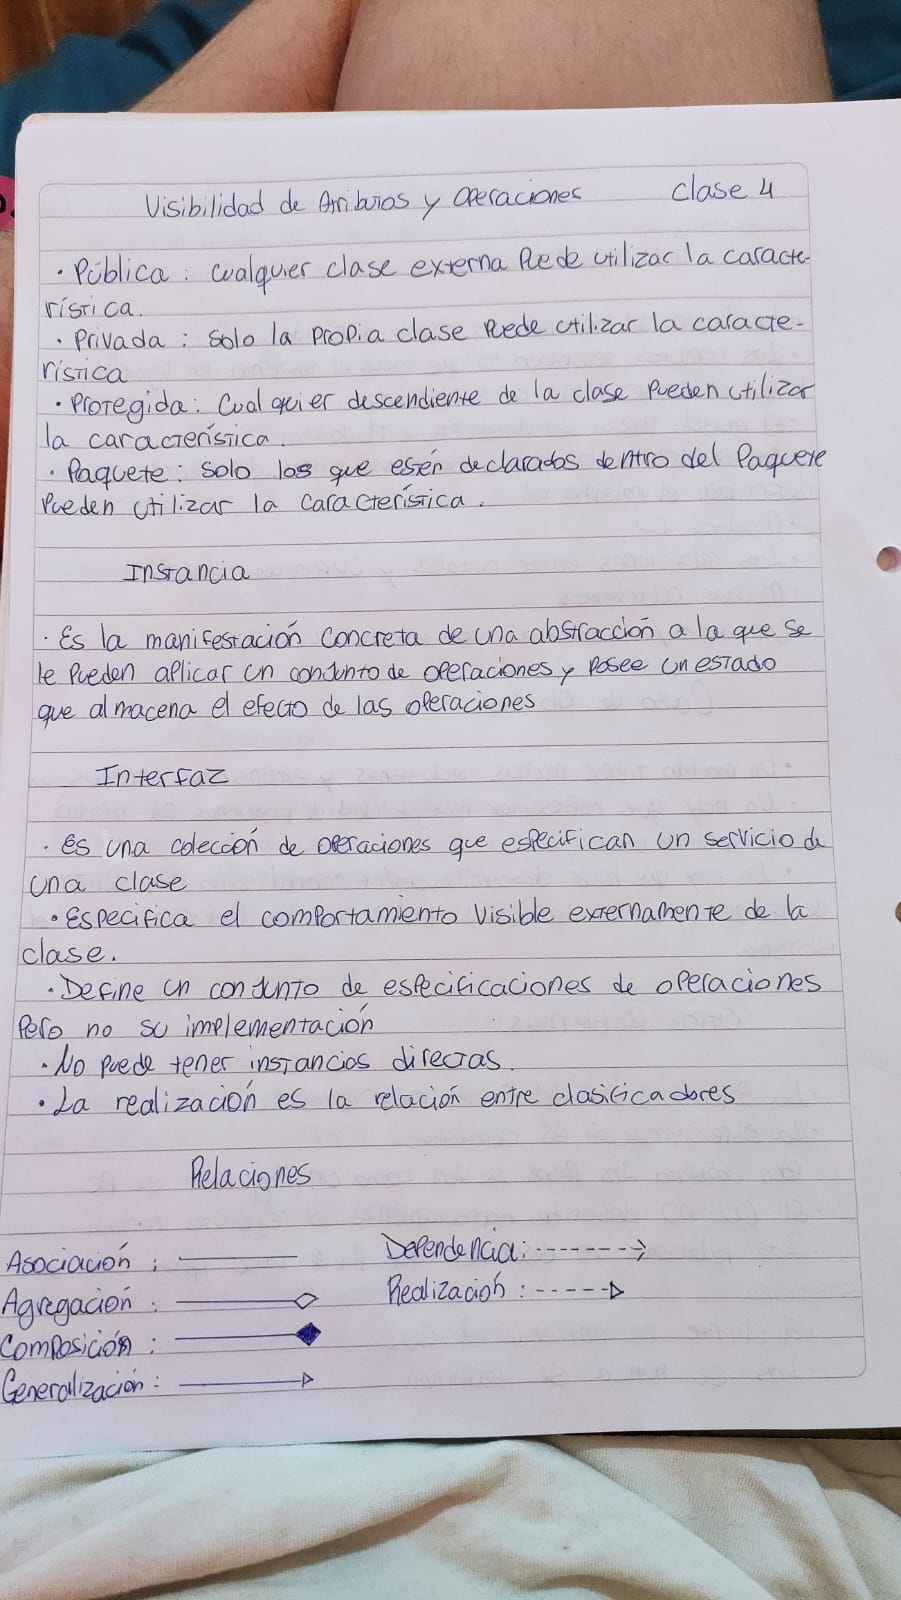 Visibilidad de Atributos y Operaciones Clase 4
· Pública: cualquier clase externa Puede utilizar la caracte-
rística.
· Privada: Solo la Propia clase Puede utilizar la caracte-
rística
· Protegida: Cualquier descendiente de la clase Pueden utilizar
la característica.
· Paquete: Solo los que estén declarados dentro del Paquete
Pueden utilizar la Característica.
Instancia
· Es la manifestación Concreta de una abstracción a la que se
le Pueden aplicar un conjunto de operaciones y Posee un estado
que almacena el efecto de las operaciones
Interfaz
· es una colección de operaciones que especifican un servicio de
una clase
· Especifica el comportamiento Visible externamente de la
clase.
· Define un conjunto de especificaciones de operaciones
Pero no su implementación
· No Puede tener instancias directas.
· La realización es la relación entre clasificadores
Relaciones
Asociación: Dependencia:
Agregación: Realización:
Composición:
Generalización: